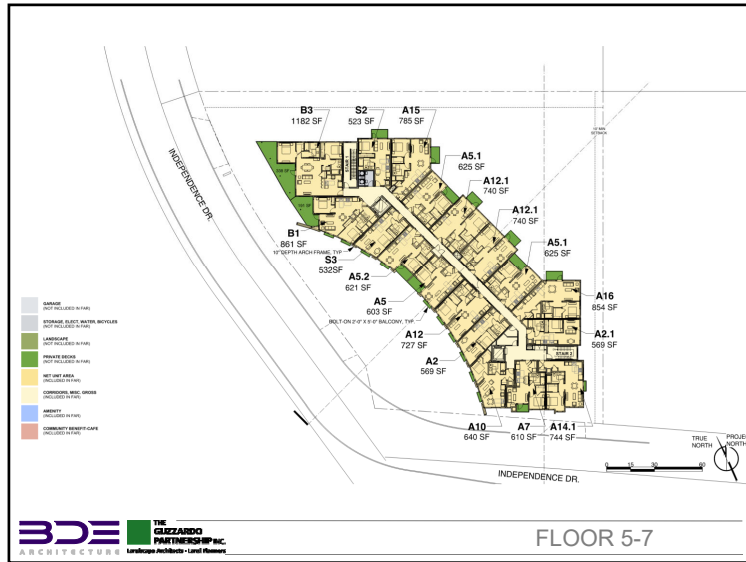 B3
1182 SF
S2
523 SF
A15
785 SF
A5.1
625 SF
A12.1
740 SF
A12.1
740 SF
A5.1
625 SF
A16
854 SF
A2.1
569 SF
B1
861 SF
10" DEPTH ARCH FRAME, TYP
S3
532SF
A5.2
621 SF
A5
603 SF
BOLT-ON 2'-0" X 5'-0" BALCONY, TYP.
A12
727 SF
A2
569 SF
A10
640 SF
A7
610 SF
A14.1
744 SF
STAIR 1
STAIR 2
INDEPENDENCE DR.
INDEPENDENCE DR.
GARAGE
(NOT INCLUDED IN FAR)
STORAGE, ELECT, WATER, BICYCLES
(NOT INCLUDED IN FAR)
LANDSCAPE
(NOT INCLUDED IN FAR)
PRIVATE DECKS
(NOT INCLUDED IN FAR)
NET UNIT AREA
(INCLUDED IN FAR)
CORRIDORS, MISC. GROSS
(INCLUDED IN FAR)
AMENITY
(INCLUDED IN FAR)
COMMUNITY BENEFIT-CAFE
(INCLUDED IN FAR)
TRUE
NORTH
PROJE
NORTH
0 15 30 60
BDE
ARCHITECTURE
THE
GUZZARDO
PARTNERSHIP INC.
Landscape Architects • Land Planners
FLOOR 5-7